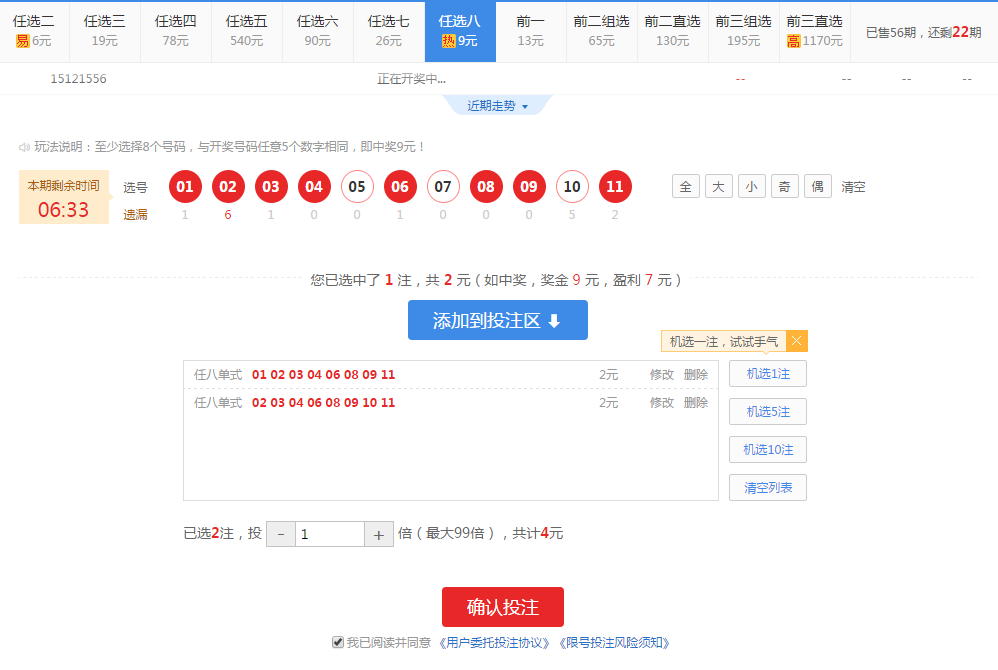 任选二 任选三 任选四 任选五 任选六 任选七 任选八 前一 前二组选 前二直选 前三组选 前三直选
易6元 19元 78元 540元 90元 26元 热9元 13元 65元 130元 195元 高1170元
已售56期，还剩22期
15121556 正在开奖中... -- -- -- --
近期走势
玩法说明：至少选择8个号码，与开奖号码任意5个数字相同，即中奖9元！
本期剩余时间
06:33
选号 01 02 03 04 05 06 07 08 09 10 11 全 大 小 奇 偶 清空
遗漏 1 6 1 0 0 1 0 0 0 5 2
您已选中了 1 注，共 2 元（如中奖，奖金 9 元，盈利 7 元）
添加到投注区
机选一注，试试手气
任八单式 01 02 03 04 06 08 09 11 2元 修改 删除
机选1注
任八单式 02 03 04 06 08 09 10 11 2元 修改 删除
机选5注
机选10注
清空列表
已选2注，投 - 1 + 倍（最大99倍），共计4元
确认投注
我已阅读并同意 《用户委托投注协议》《限号投注风险须知》